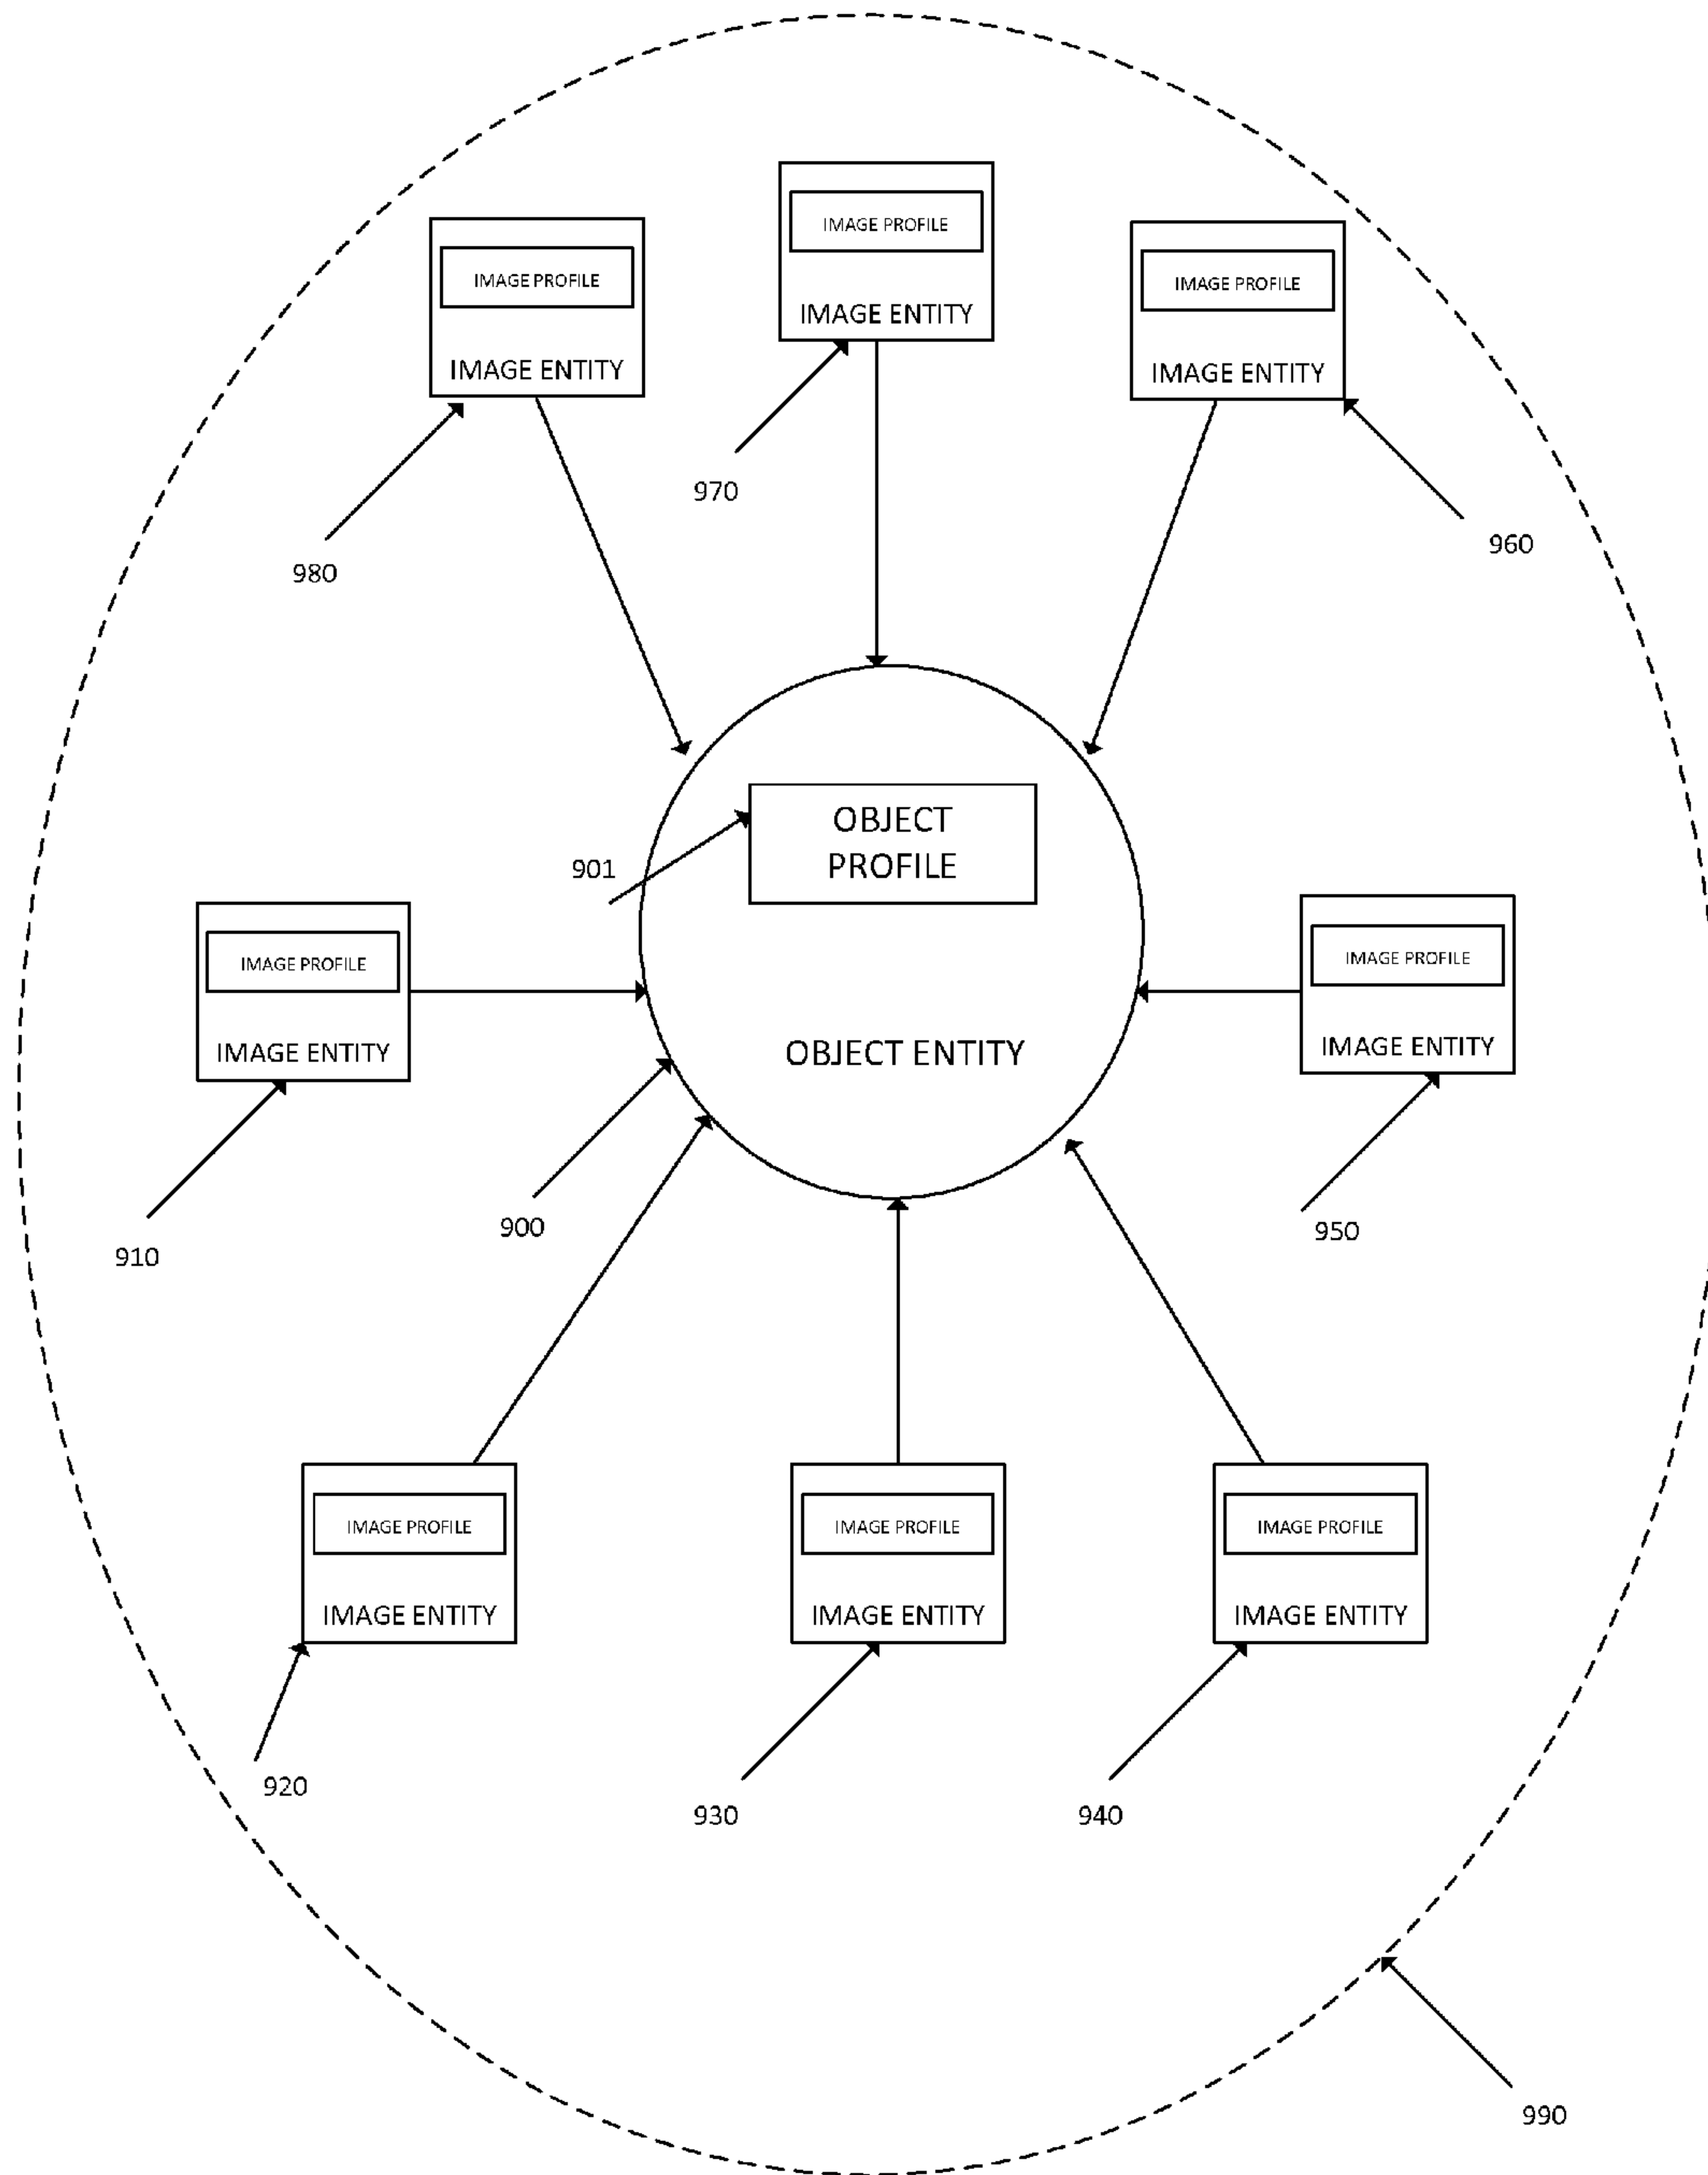 IMAGE PROFILE
IMAGE ENTITY
970
IMAGE PROFILE
IMAGE ENTITY
980
IMAGE PROFILE
IMAGE ENTITY
960
OBJECT
PROFILE
901
OBJECT ENTITY
900
IMAGE PROFILE
IMAGE ENTITY
910
IMAGE PROFILE
IMAGE ENTITY
950
IMAGE PROFILE
IMAGE ENTITY
920
IMAGE PROFILE
IMAGE ENTITY
930
IMAGE PROFILE
IMAGE ENTITY
940
990